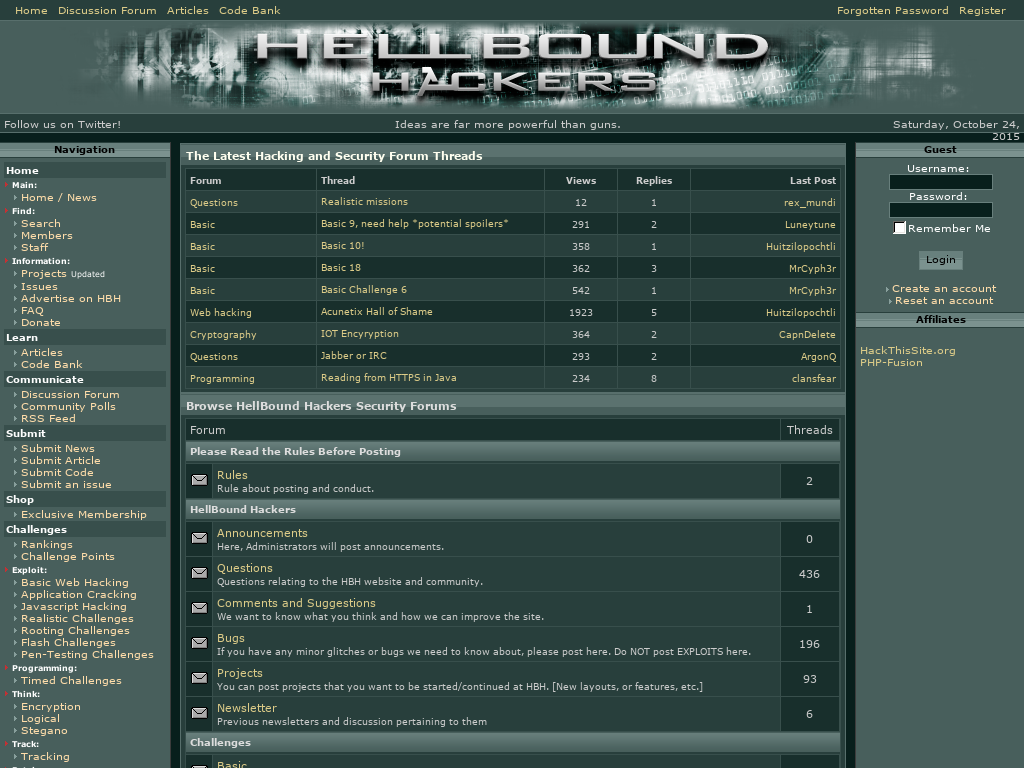 Home Discussion Forum Articles Code Bank Forgotten Password Register
HELLBOUND
HACKERS
Follow us on Twitter! Ideas are far more powerful than guns. Saturday, October 24, 2015
Navigation
Home
Main:
Home / News
Find:
Search
Members
Staff
Information:
Projects Updated
Issues
Advertise on HBH
FAQ
Donate
Learn
Articles
Code Bank
Communicate
Discussion Forum
Community Polls
RSS Feed
Submit
Submit News
Submit Article
Submit Code
Submit an issue
Shop
Exclusive Membership
Challenges
Rankings
Challenge Points
Exploit:
Basic Web Hacking
Application Cracking
Javascript Hacking
Realistic Challenges
Rooting Challenges
Flash Challenges
Pen-Testing Challenges
Programming:
Timed Challenges
Think:
Encryption
Logical
Stegano
Track:
Tracking
The Latest Hacking and Security Forum Threads
Forum Thread Views Replies Last Post
Questions Realistic missions 12 1 rex_mundi
Basic Basic 9, need help *potential spoilers* 291 2 Luneytune
Basic Basic 10! 358 1 Huitzilopochtli
Basic Basic 18 362 3 MrCyph3r
Basic Basic Challenge 6 542 1 MrCyph3r
Web hacking Acunetix Hall of Shame 1923 5 Huitzilopochtli
Cryptography IOT Encyryption 364 2 CapnDelete
Questions Jabber or IRC 293 2 ArgonQ
Programming Reading from HTTPS in Java 234 8 clansfear
Browse HellBound Hackers Security Forums
Forum Threads
Please Read the Rules Before Posting
Rules 2
Rule about posting and conduct.
HellBound Hackers
Announcements 0
Here, Administrators will post announcements.
Questions 436
Questions relating to the HBH website and community.
Comments and Suggestions 1
We want to know what you think and how we can improve the site.
Bugs 196
If you have any minor glitches or bugs we need to know about, please post here. Do NOT post EXPLOITS here.
Projects 93
You can post projects that you want to be started/continued at HBH. [New layouts, or features, etc.]
Newsletter 6
Previous newsletters and discussion pertaining to them
Challenges
Basic
Guest
Username:
Password:
Remember Me
Login
Create an account
Reset an account
Affiliates
HackThisSite.org
PHP-Fusion